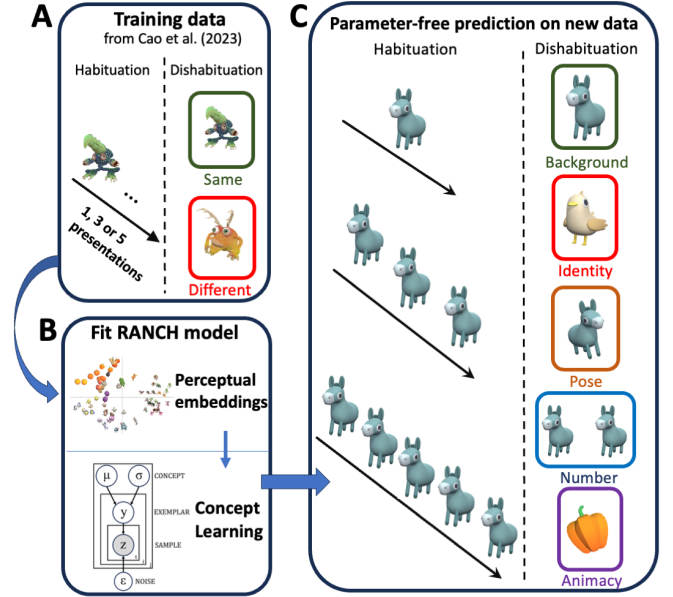 A
Training data
from Cao et al. (2023)
Habituation
Dishabituation
Same
...
1, 3 or 5
presentations
Different
B
Fit RANCH model
Perceptual
embeddings
μ
σ
CONCEPT
y
EXEMPLAR
Concept
Learning
z
SAMPLE
ε
NOISE
C
Parameter-free prediction on new data
Habituation
Dishabituation
Background
Identity
Pose
Number
Animacy